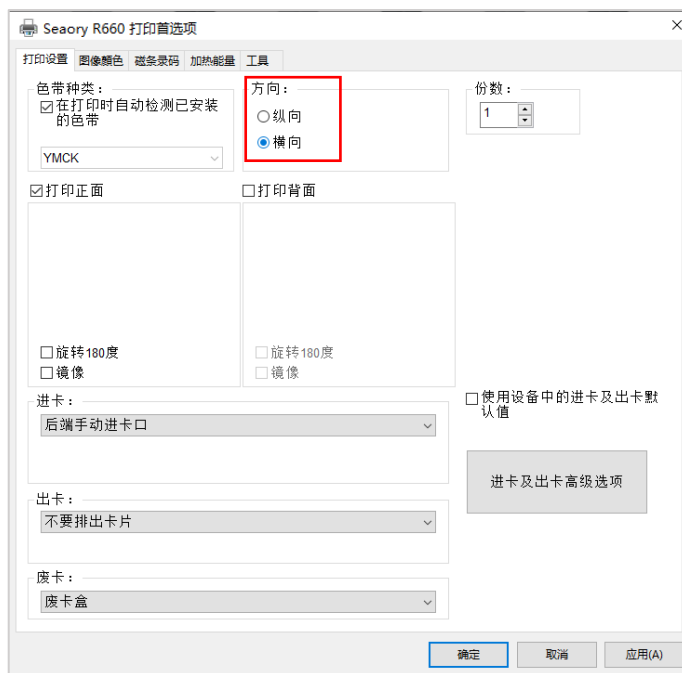 Seaory R660 打印首选项
打印设置 图像颜色 磁条录码 加热能量 工具
色带种类：
在打印时自动检测已安装
的色带
YMCK
方向：
纵向
横向
份数：
1
打印正面
打印背面
旋转180度
镜像
旋转180度
镜像
进卡：
后端手动进卡口
使用设备中的进卡及出卡默
认值
进卡及出卡高级选项
出卡：
不要排出卡片
废卡：
废卡盒
确定 取消 应用(A)